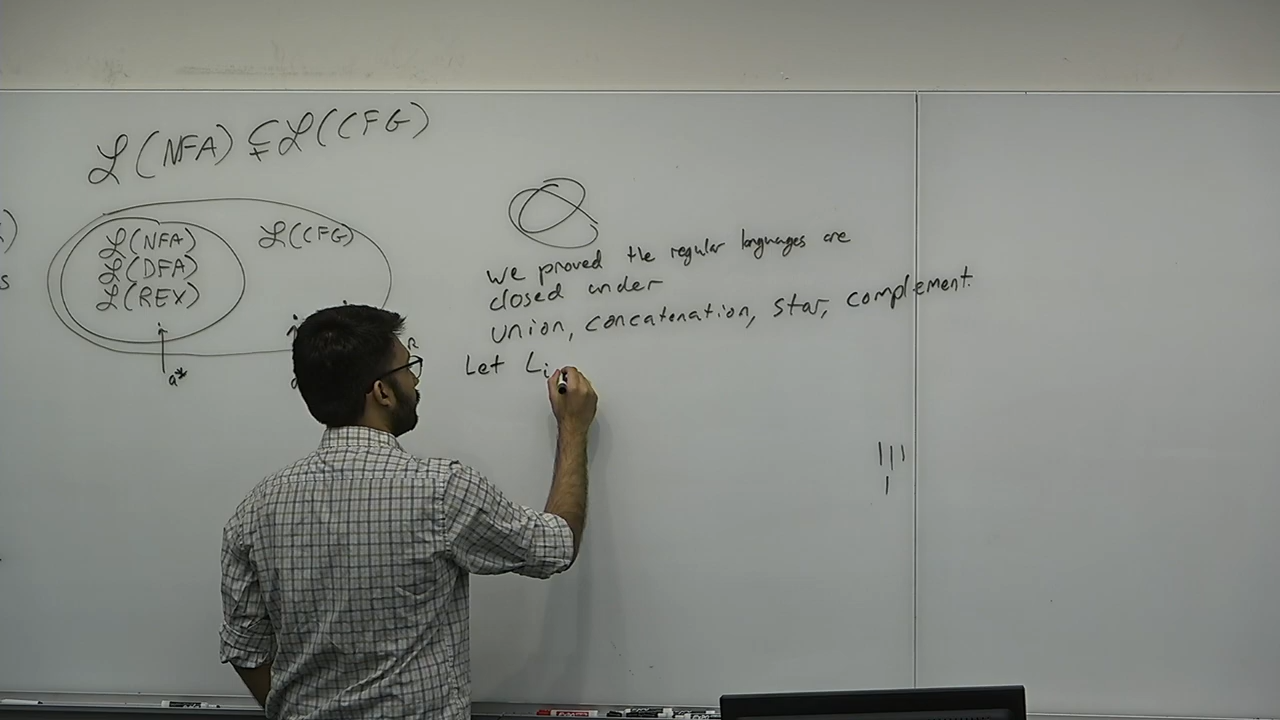 ℒ(NFA) ⊊ ℒ(CFG)
ℒ(NFA)
ℒ(DFA)
ℒ(REX)
ℒ(CFG)
a*
we proved the regular languages are
closed under
union, concatenation, star, complement.
Let Li